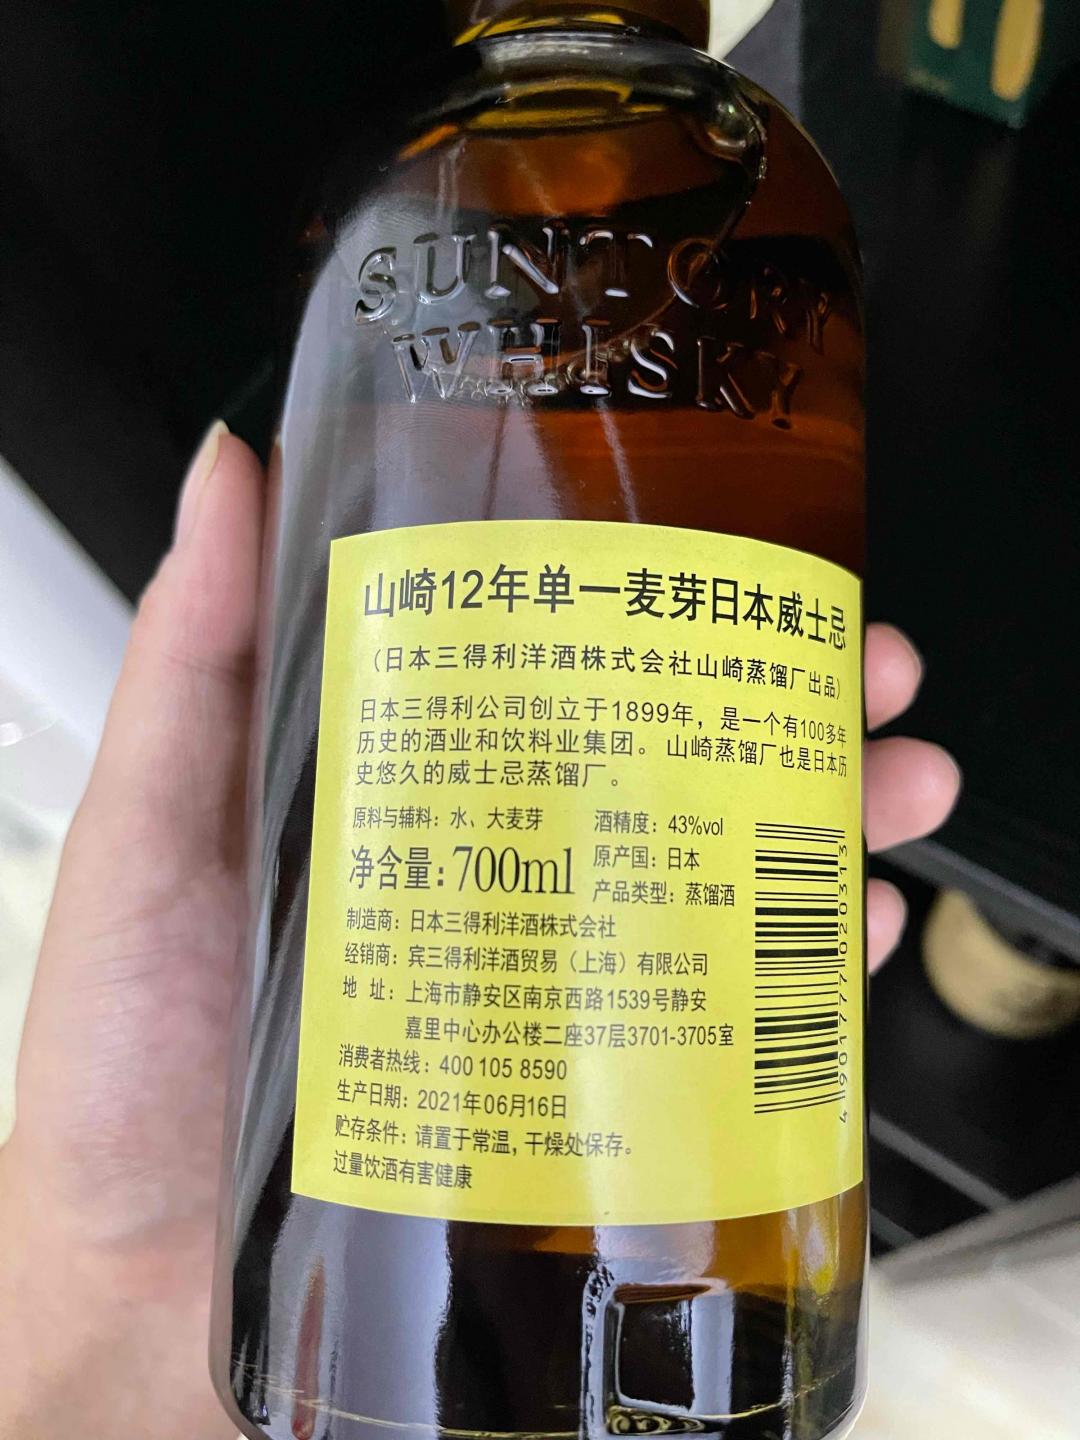 SUNTORY
WHISKY
山崎12年单一麦芽日本威士忌
（日本三得利洋酒株式会社山崎蒸馏厂出品）
日本三得利公司创立于1899年，是一个有100多年
历史的酒业和饮料业集团。山崎蒸馏厂也是日本历
史悠久的威士忌蒸馏厂。
原料与辅料：水、大麦芽
净含量：700ml
酒精度：43%vol
原产国：日本
产品类型：蒸馏酒
制造商：日本三得利洋酒株式会社
经销商：宾三得利洋酒贸易（上海）有限公司
地 址：上海市静安区南京西路1539号静安
嘉里中心办公楼二座37层3701-3705室
消费者热线：400 105 8590
生产日期：2021年06月16日
贮存条件：请置于常温，干燥处保存。
过量饮酒有害健康
4 901777 020313